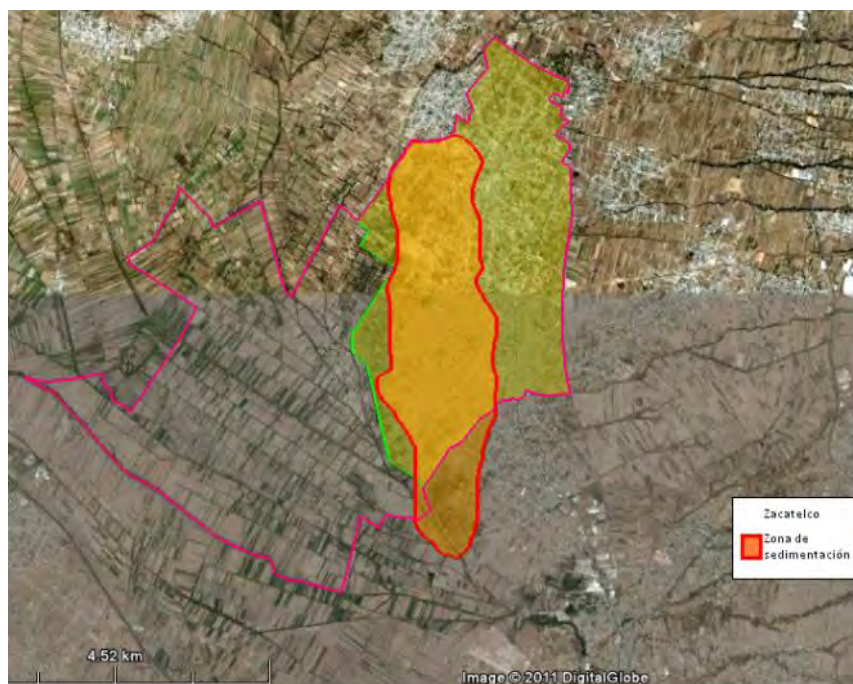 Zacatelco
Zona de
sedimentación
4.52 km
Image © 2011 DigitalGlobe